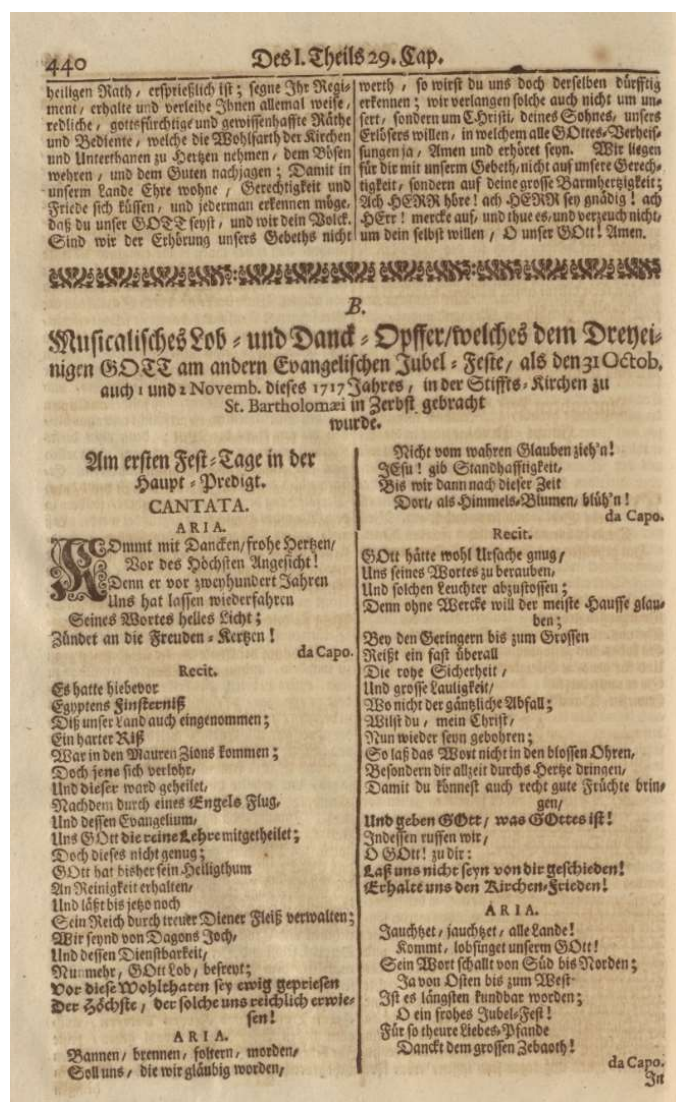 440
Des I. Theils 29. Cap.
heiligen Rath, ersprießlich ist; segne Ihr Regi-
ment, erhalte und verleihe Ihnen allemal weise,
redliche, gottsfürchtige und gewissenhaffte Räthe
und Bediente, welche die Wohlfarth der Kirchen
und Unterthanen zu Hertzen nehmen, dem Bösen
wehren, und dem Guten nachjagen; Damit in
unserm Lande Ehre wohne, Gerechtigkeit und
Friede sich küssen, und jederman erkennen möge,
daß du unser GOTT seyst, und wir dein Volck.
Sind wir der Erhörung unsers Gebeths nicht
werth, so wirst du uns doch derselben dürfftig
erkennen; wir verlangen solche auch nicht um un-
sert, sondern um Christi, deines Sohnes, unsers
Erlösers willen, in welchem alle GOttes-Verheis-
sungen ja, Amen und erhöret seyn. Wir liegen
für dir mit unserm Gebeth, nicht auf unsere Gerech-
tigkeit, sondern auf deine grosse Barmhertzigkeit;
Ach HERR höre! ach HERR sey gnädig! ach
HErr! mercke auf, und thue es, und verzeuch nicht,
um dein selbst willen, O unser GOtt! Amen.
B.
Musicalisches Lob- und Danck-Opffer/welches dem Dreyei-
nigen GOTT am andern Evangelischen Jubel-Feste, als den 31 Octob.
auch 1 und 2 Novemb. dieses 1717 Jahres, in der Stiffts-Kirchen zu
St. Bartholomæi in Zerbst gebracht
wurde.
Am ersten Fest-Tage in der
Haupt-Predigt.
CANTATA.
ARIA.
KOmmt mit Dancken/ frohe Hertzen/
Vor des Höchsten Angesicht!
Denn er vor zweyhundert Jahren
Uns hat lassen wiederfahren
Seines Wortes helles Licht;
Zündet an die Freuden-Kertzen!
da Capo.
Recit.
Es hatte hiebevor
Egyptens Finsterniß
Diß unser Land auch eingenommen;
Ein harter Riß
War in den Mauren Zions kommen;
Doch jene sich verlohr,
Und dieser ward geheilet,
Nachdem durch eines Engels Flug,
Und dessen Evangelium,
Uns GOtt die reine Lehre mitgetheilet;
Doch dieses nicht genug;
GOtt hat bisher sein Heiligthum
An Reinigkeit erhalten,
Und läßt bis jetzo noch
Sein Reich durch treuer Diener Fleiß verwalten;
Wir seynd von Dagons Joch,
Und dessen Dienstbarkeit,
Nunmehr, GOtt Lob, befreyt;
Vor diese Wohlthaten sey ewig gepriesen
Der Höchste, der solche uns reichlich erwie-
sen!
ARIA.
Bannen/ brennen/ foltern/ morden/
Soll uns, die wir gläubig worden/
Nicht vom wahren Glauben zieh'n!
JEsu! gib Standhafftigkeit,
Bis wir dann nach dieser Zeit
Dort, als Himmels-Blumen, blüh'n!
da Capo.
Recit.
GOtt hätte wohl Ursache gnug/
Uns seines Wortes zu berauben,
Und solchen Leuchter abzustossen;
Denn ohne Wercke will der meiste Hauffe glau-
ben;
Bey den Geringern bis zum Grossen
Reißt ein fast überall
Die rohe Sicherheit/
Und grosse Lauligkeit/
Wo nicht der gäntzliche Abfall;
Wilst du, mein Christ,
Nun wieder seyn gebohren;
So laß das Wort nicht in den blossen Ohren,
Besondern dir allzeit durchs Hertze dringen,
Damit du könnest auch recht gute Früchte brin-
gen/
Und geben GOtt, was GOttes ist!
Indessen ruffen wir,
O GOtt! zu dir:
Laß uns nicht seyn von dir geschieden!
Erhalte uns den Kirchen-Frieden!
ARIA.
Jauchtzet, jauchtzet, alle Lande!
Kommt, lobsinget unserm GOtt!
Sein Wort schallt von Süd bis Norden;
Ja von Osten bis zum West
Ist es längsten kundbar worden;
O ein frohes Jubel-Fest!
Für so theure Liebes-Pfande
Danckt dem grossen Zebaoth!
da Capo.
In